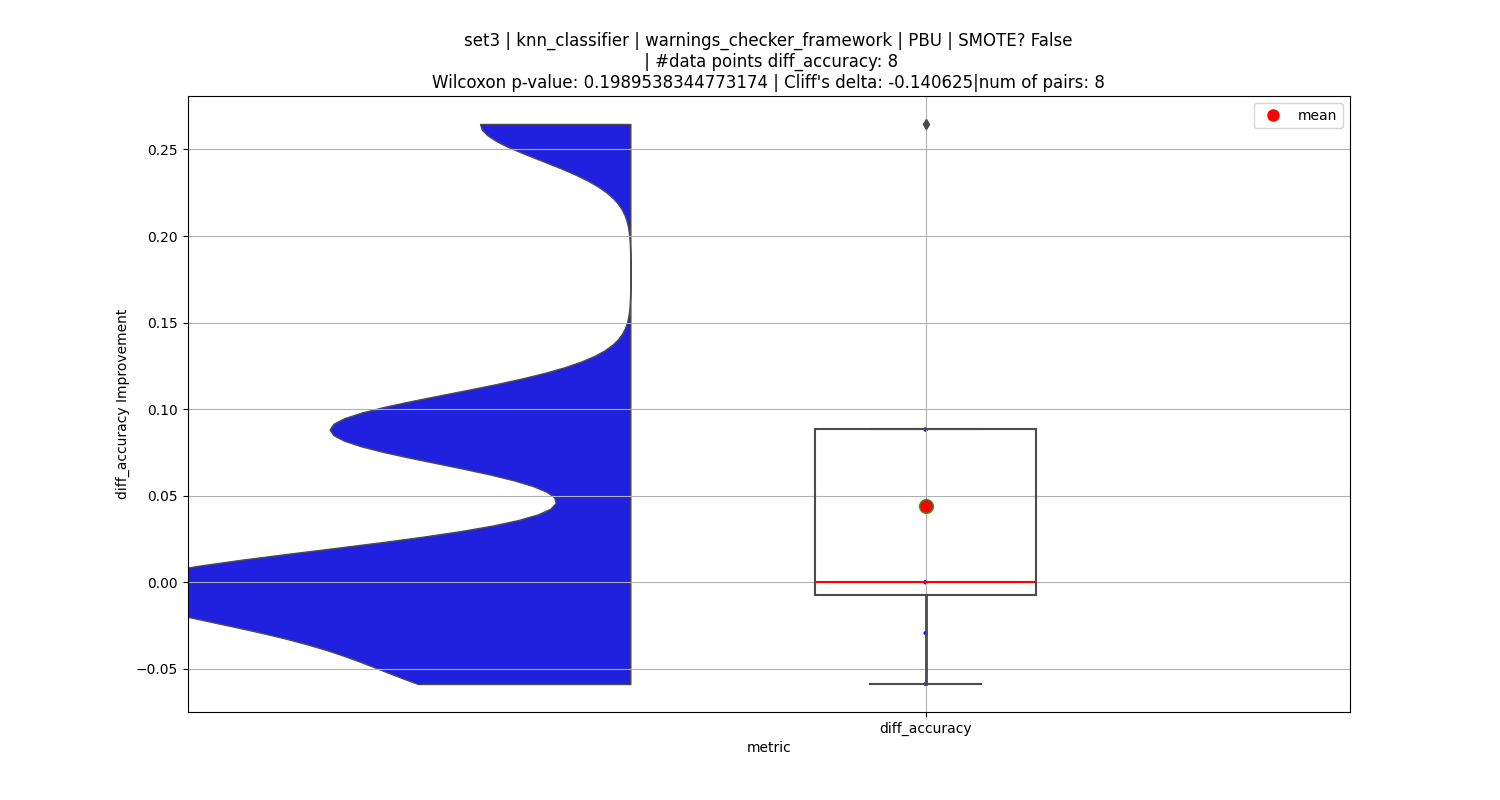 set3 | knn_classifier | warnings_checker_framework | PBU | SMOTE? False
| #data points diff_accuracy: 8
Wilcoxon p-value: 0.1989538344773174 | Cliff's delta: -0.140625|num of pairs: 8
mean
0.25
0.20
0.15
0.10
0.05
0.00
−0.05
diff_accuracy Improvement
diff_accuracy
metric